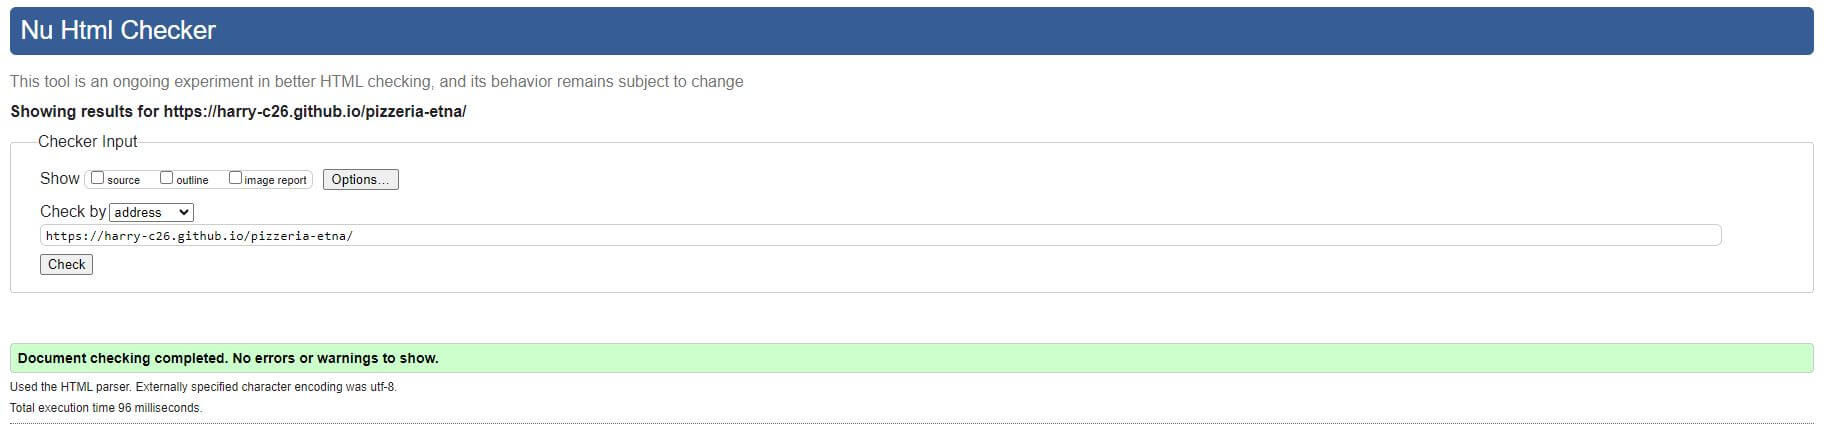 Nu Html Checker
This tool is an ongoing experiment in better HTML checking, and its behavior remains subject to change
Showing results for https://harry-c26.github.io/pizzeria-etna/
Checker Input
Show source outline image report Options...
Check by address
https://harry-c26.github.io/pizzeria-etna/
Check
Document checking completed. No errors or warnings to show.
Used the HTML parser. Externally specified character encoding was utf-8.
Total execution time 96 milliseconds.